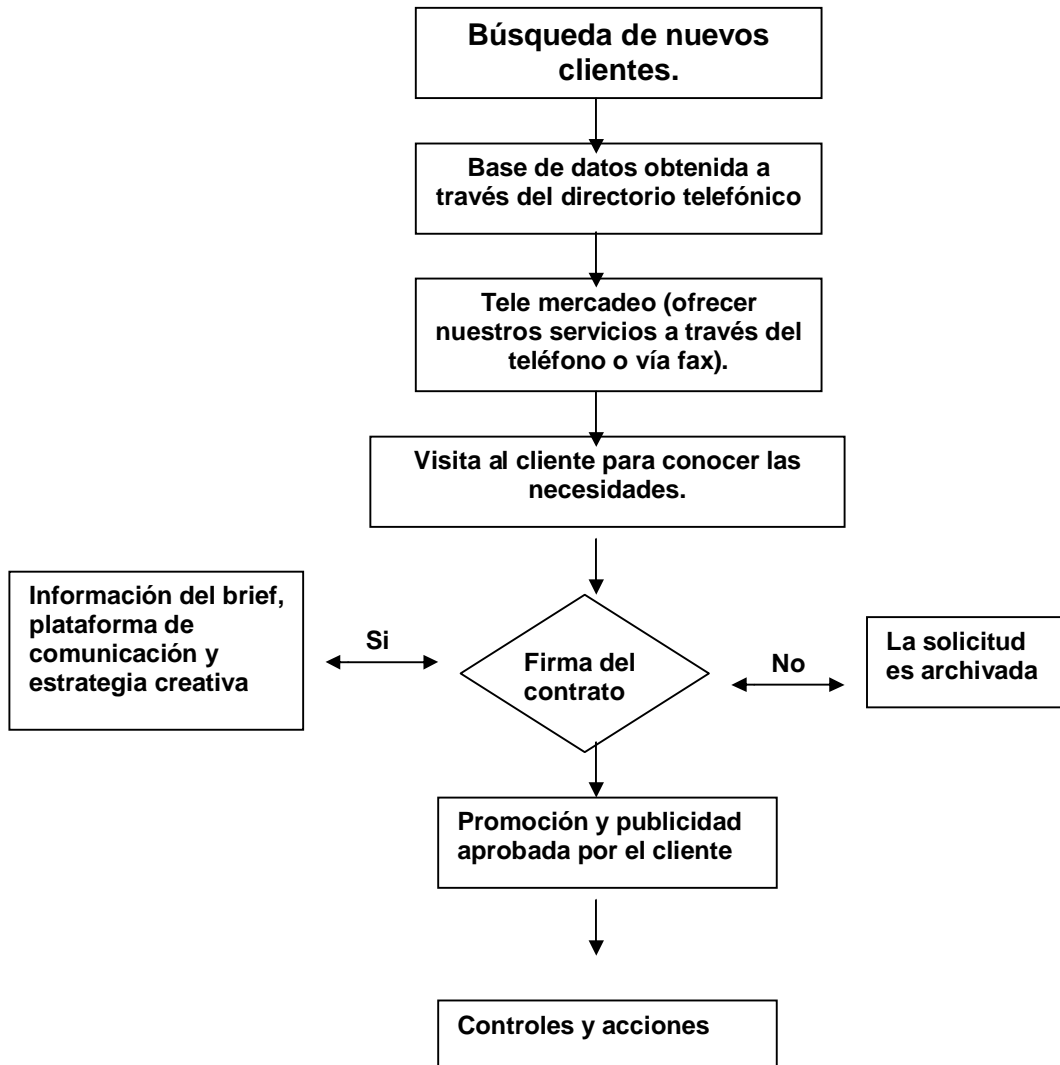 Búsqueda de nuevos
clientes.
Base de datos obtenida a
través del directorio telefónico
Tele mercadeo (ofrecer
nuestros servicios a través del
teléfono o vía fax).
Visita al cliente para conocer las
necesidades.
Información del brief,
plataforma de
comunicación y
estrategia creativa
Si
Firma del
contrato
No
La solicitud
es archivada
Promoción y publicidad
aprobada por el cliente
Controles y acciones